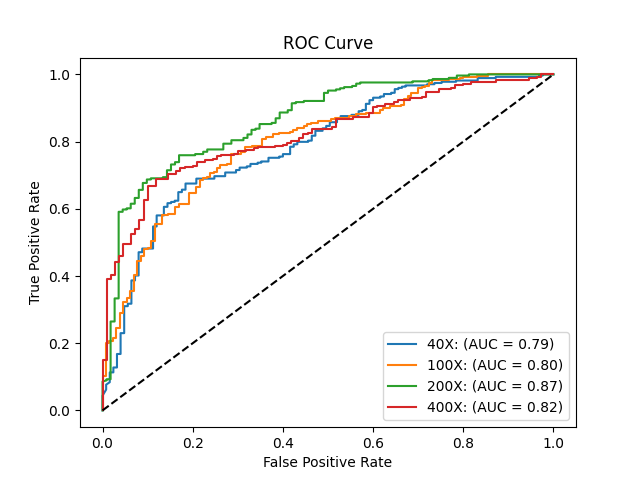 ROC Curve
1.0
0.8
0.6
0.4
0.2
0.0
True Positive Rate
0.0 0.2 0.4 0.6 0.8 1.0
False Positive Rate
40X: (AUC = 0.79)
100X: (AUC = 0.80)
200X: (AUC = 0.87)
400X: (AUC = 0.82)